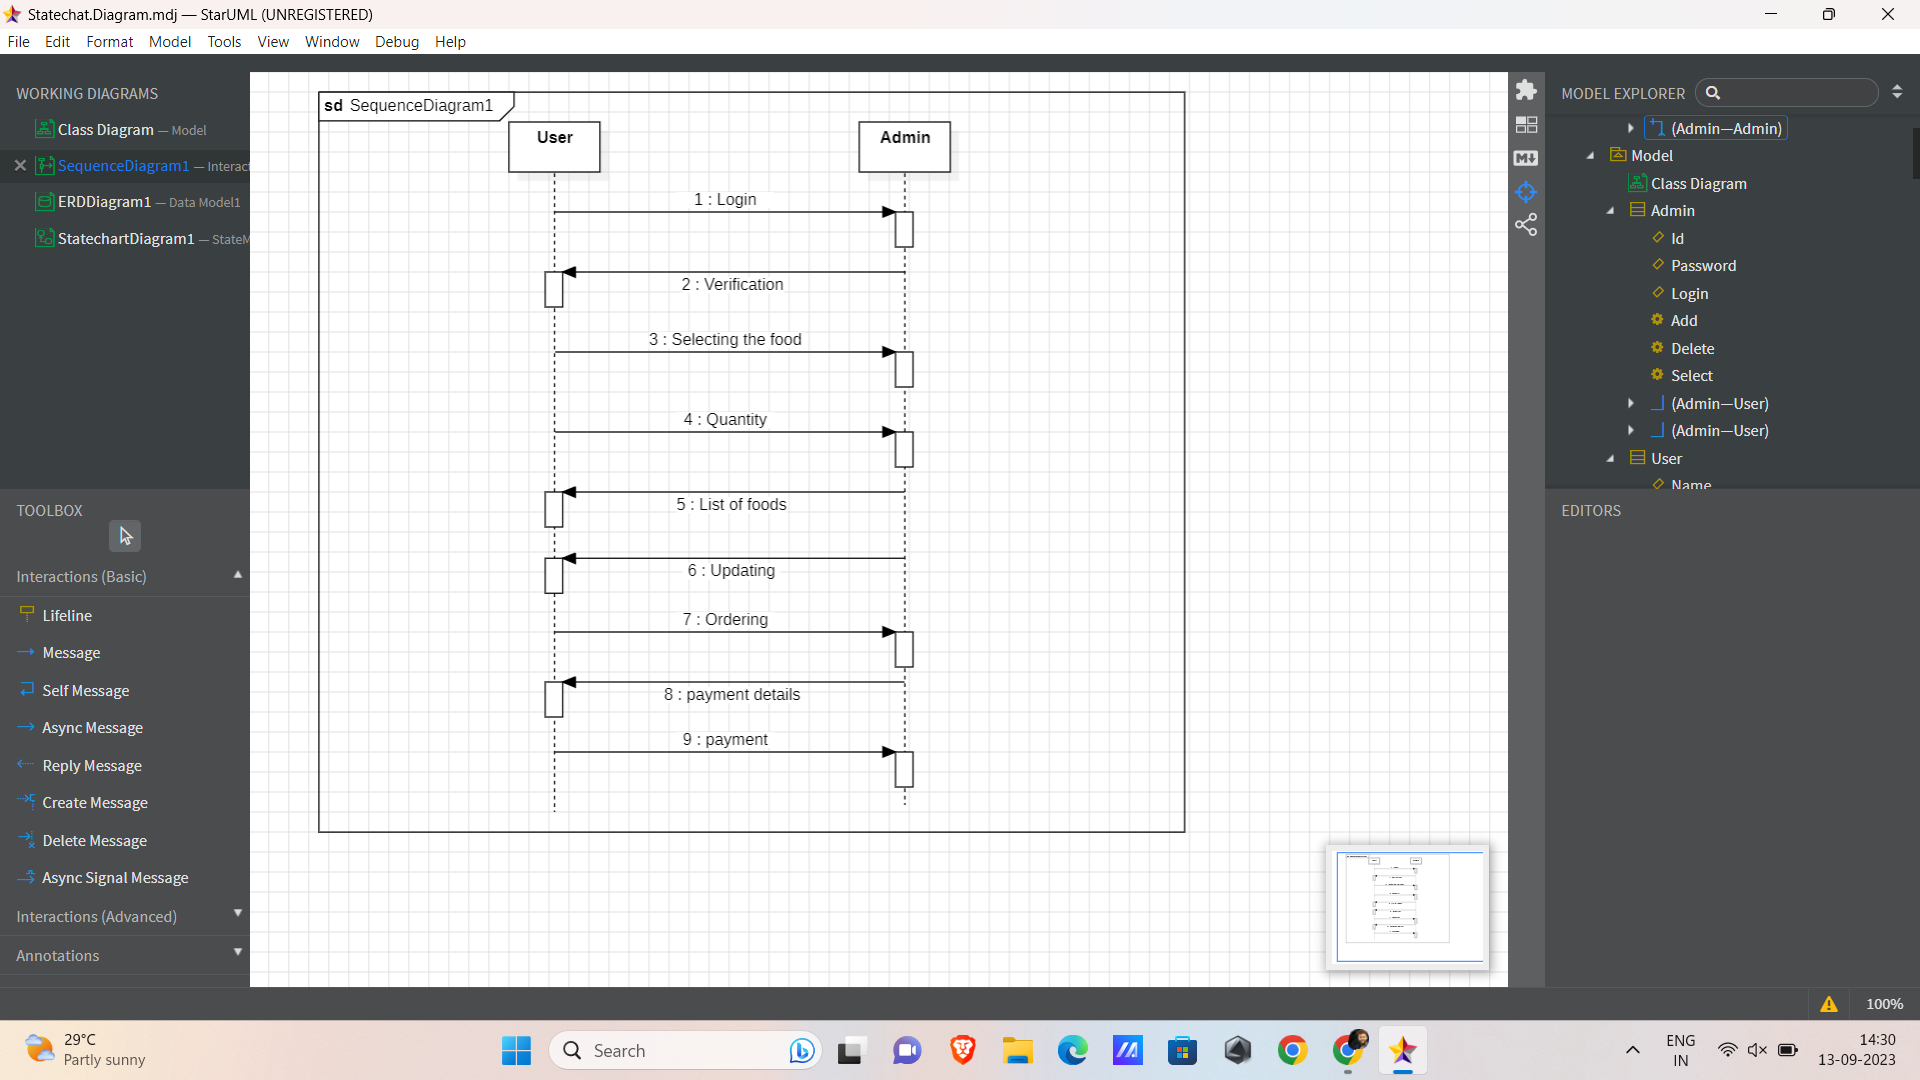 Statechat.Diagram.mdj — StarUML (UNREGISTERED)
File Edit Format Model Tools View Window Debug Help
WORKING DIAGRAMS
Class Diagram — Model
SequenceDiagram1 — Interact
ERDDiagram1 — Data Model1
StatechartDiagram1 — StateM
TOOLBOX
Interactions (Basic)
Lifeline
Message
Self Message
Async Message
Reply Message
Create Message
Delete Message
Async Signal Message
Interactions (Advanced)
Annotations
sd SequenceDiagram1
User Admin
1 : Login
2 : Verification
3 : Selecting the food
4 : Quantity
5 : List of foods
6 : Updating
7 : Ordering
8 : payment details
9 : payment
MODEL EXPLORER
(Admin—Admin)
Model
Class Diagram
Admin
Id
Password
Login
Add
Delete
Select
(Admin—User)
(Admin—User)
User
Name
EDITORS
100%
29°C
Partly sunny
Search
ENG
IN
14:30
13-09-2023